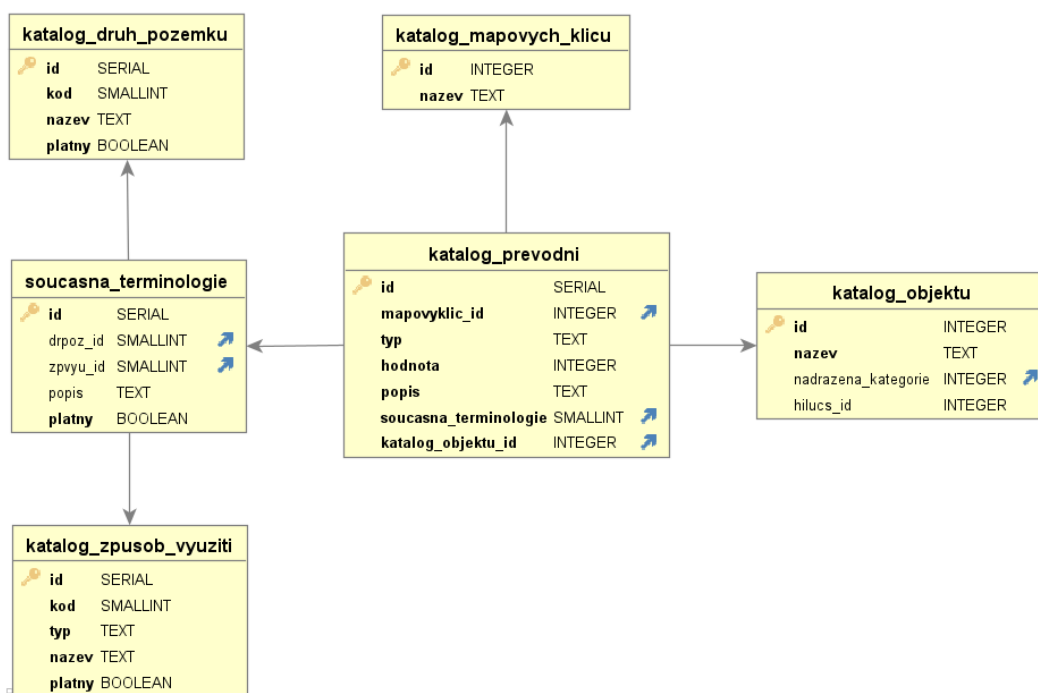 katalog_druh_pozemku
id SERIAL
kod SMALLINT
nazev TEXT
platny BOOLEAN
katalog_mapovych_klicu
id INTEGER
nazev TEXT
soucasna_terminologie
id SERIAL
drpoz_id SMALLINT
zpvyu_id SMALLINT
popis TEXT
platny BOOLEAN
katalog_prevodni
id SERIAL
mapovyklic_id INTEGER
typ TEXT
hodnota INTEGER
popis TEXT
soucasna_terminologie SMALLINT
katalog_objektu_id INTEGER
katalog_objektu
id INTEGER
nazev TEXT
nadrazena_kategorie INTEGER
hilucs_id INTEGER
katalog_zpusob_vyuziti
id SERIAL
kod SMALLINT
typ TEXT
nazev TEXT
platny BOOLEAN